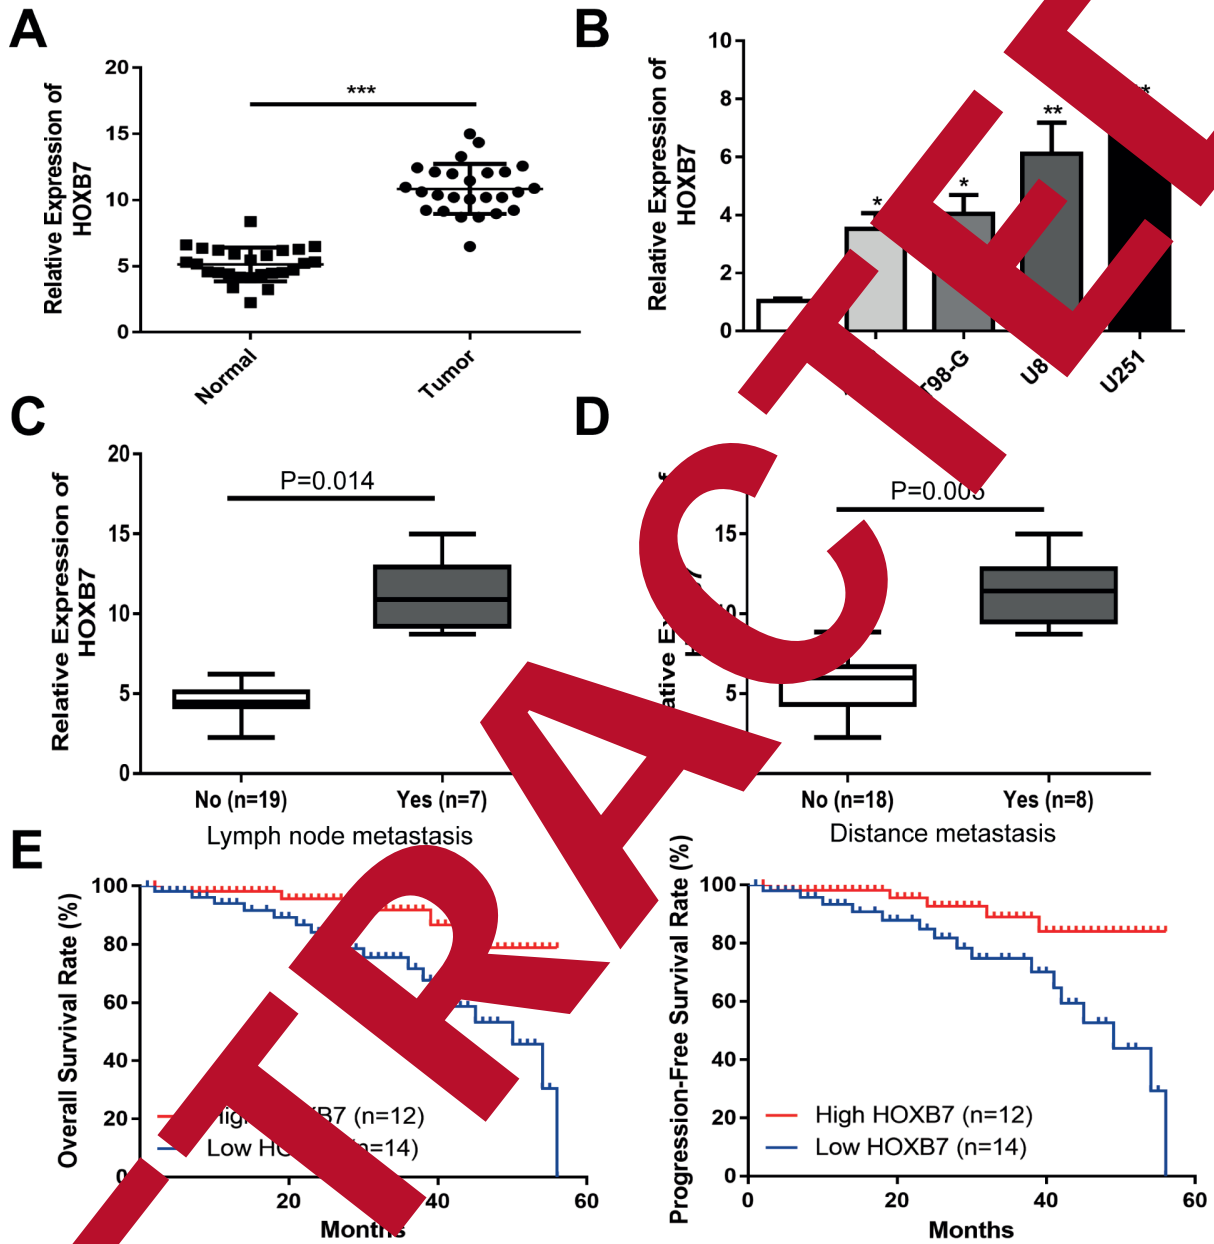 A
B
Relative Expression of
HOXB7
20
15
10
5
0
***
Normal
Tumor
Relative Expression of
HOXB7
10
8
6
4
2
0
*
*
**
U251
C
D
Relative Expression of
HOXB7
20
15
10
5
0
P=0.014
No (n=19)
Yes (n=7)
Lymph node metastasis
15
5
No (n=18)
Yes (n=8)
Distance metastasis
E
Overall Survival Rate (%)
100
80
60
40
20
0
(n=12)
Low
20
40
60
Months
Progression-Free Survival Rate (%)
100
80
60
40
20
0
High HOXB7 (n=12)
Low HOXB7 (n=14)
0
20
40
60
Months